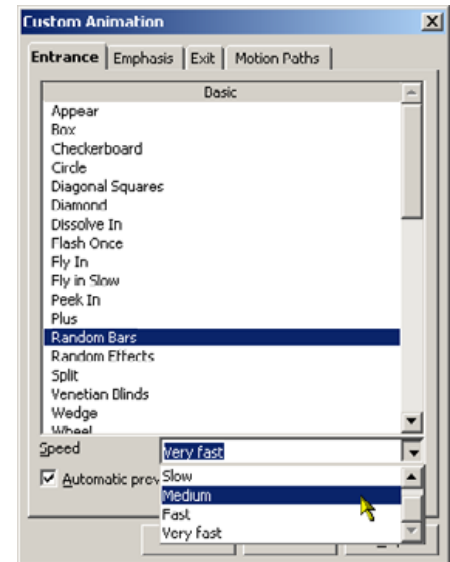 Custom Animation
Entrance Emphasis Exit Motion Paths
Basic
Appear
Box
Checkerboard
Circle
Diagonal Squares
Diamond
Dissolve In
Flash Once
Fly In
Fly in Slow
Peek In
Plus
Random Bars
Random Effects
Split
Venetian Blinds
Wedge
Wheel
Speed Very fast
Automatic prev
Slow
Medium
Fast
Very fast